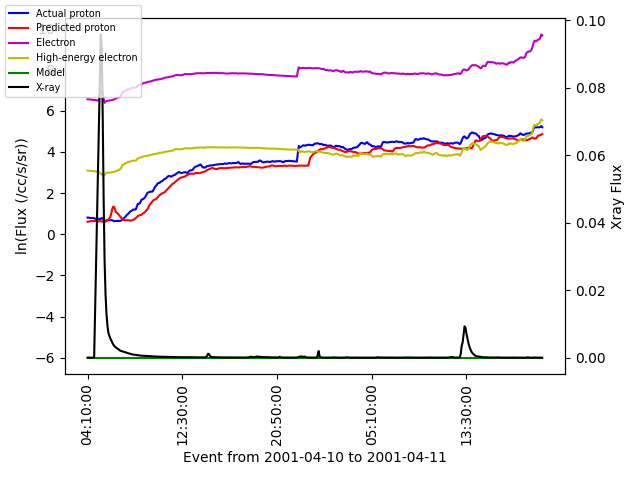 Actual proton
Predicted proton
Electron
High-energy electron
Model
X-ray
10
8
6
4
2
0
−2
−4
−6
ln(Flux (/cc/s/sr))
0.10
0.08
0.06
0.04
0.02
0.00
Xray Flux
04:10:00
12:30:00
20:50:00
05:10:00
13:30:00
Event from 2001-04-10 to 2001-04-11